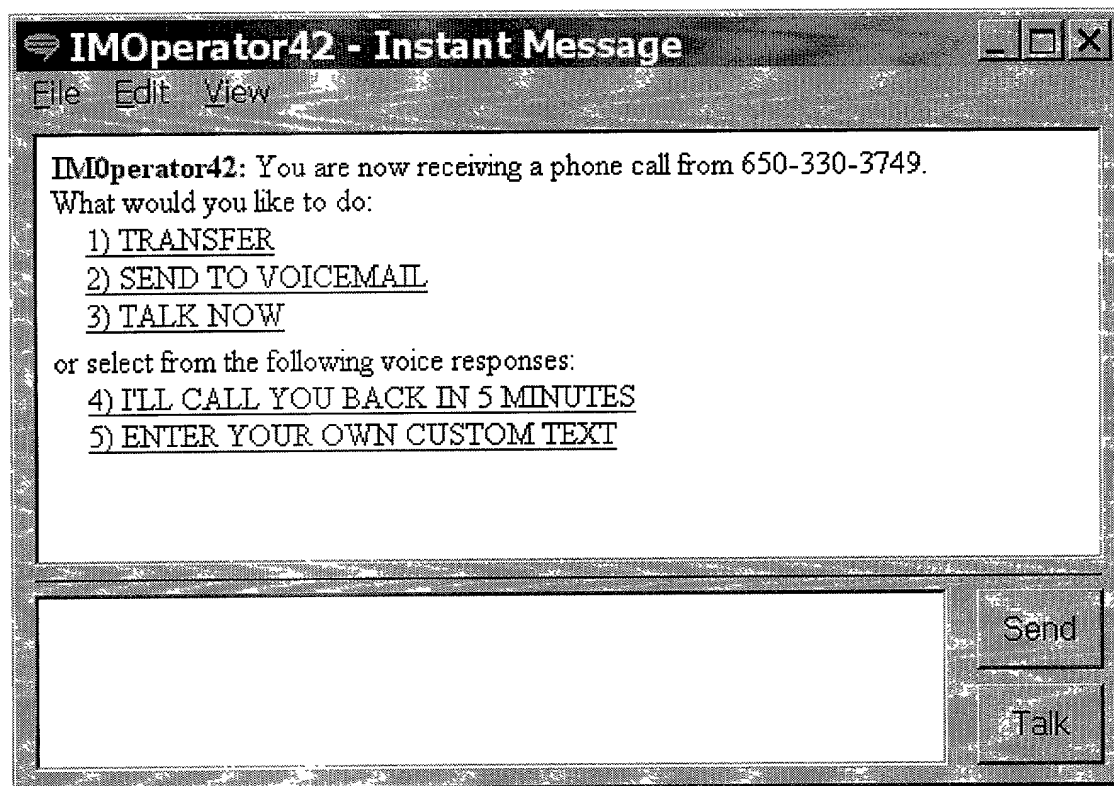 IMOperator42 - Instant Message
File Edit View
IM0perator42: You are now receiving a phone call from 650-330-3749.
What would you like to do:
1) TRANSFER
2) SEND TO VOICEMAIL
3) TALK NOW
or select from the following voice responses:
4) I'LL CALL YOU BACK IN 5 MINUTES
5) ENTER YOUR OWN CUSTOM TEXT
Send
Talk